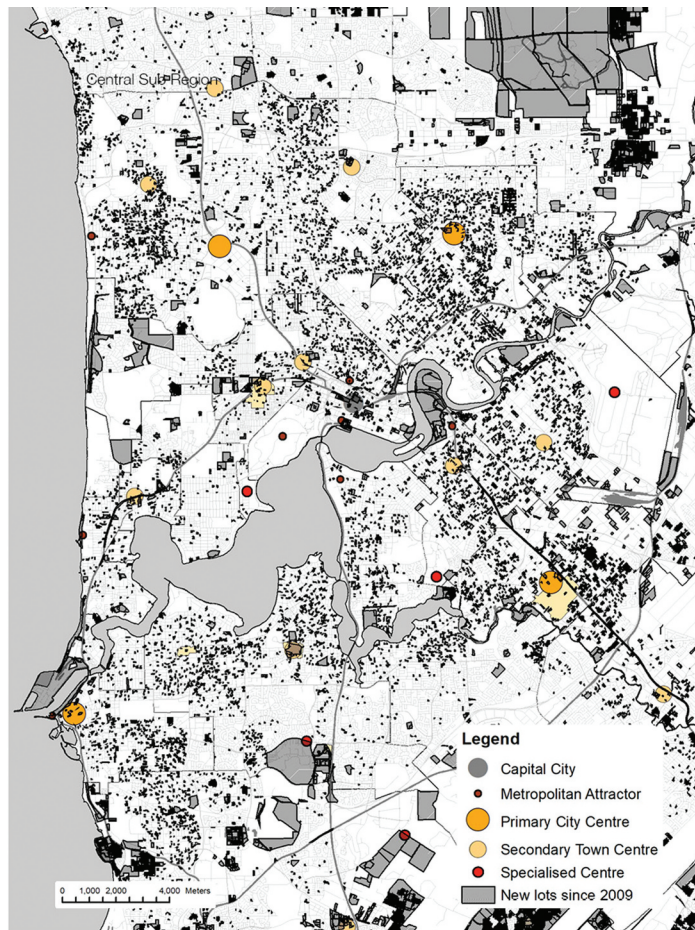 Central Sub-Region
Legend
Capital City
Metropolitan Attractor
Primary City Centre
Secondary Town Centre
Specialised Centre
New lots since 2009
0 1,000 2,000 4,000 Meters